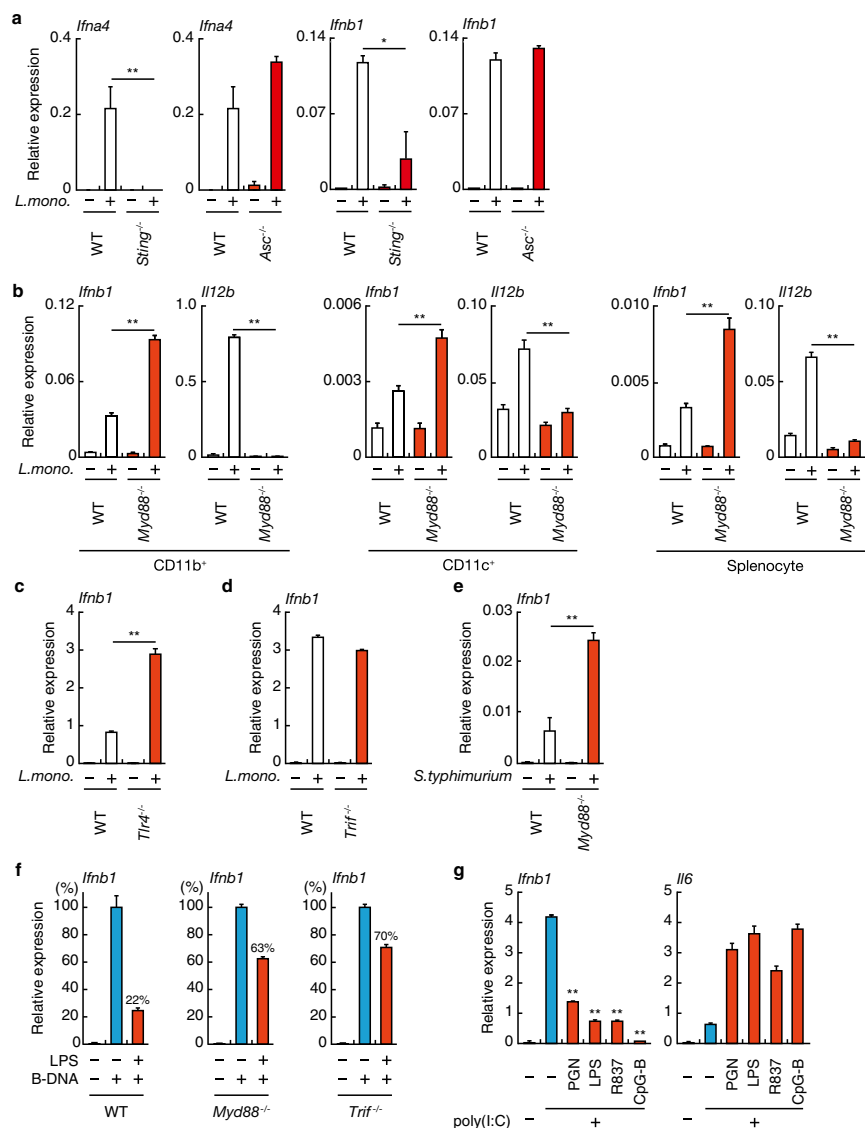 a
Ifna4 Ifna4 Ifnb1 Ifnb1
Relative expression
0.4 0.4 0.14 0.14
** *
0.2 0.2 0.07 0.07
0 0 0 0
L.mono. − + − + − + − + − + − + − + − +
WT Sting-/- WT Asc-/- WT Sting-/- WT Asc-/-
b
Ifnb1 Il12b Ifnb1 Il12b Ifnb1 Il12b
Relative expression
0.12 1.0 0.006 0.10 0.010 0.10
** ** ** ** ** **
0.06 0.5 0.003 0.05 0.005 0.05
0 0 0 0 0 0
L.mono. − + − + − + − + − + − + − + − + − + − + − + − +
WT Myd88-/- WT Myd88-/- WT Myd88-/- WT Myd88-/- WT Myd88-/- WT Myd88-/-
CD11b+ CD11c+ Splenocyte
c
Ifnb1
Relative expression
4
3
**
2
1
0
L.mono. − + − +
WT Tlr4-/-
d
Ifnb1
Relative expression
4
3
2
1
0
L.mono. − + − +
WT Trif-/-
e
Ifnb1
Relative expression
0.03
**
0.02
0.01
0
S.typhimurium − + − +
WT Myd88-/-
f
Ifnb1 Ifnb1 Ifnb1
(%) (%) (%)
Relative expression
100 100 100
80 80 80
60 60 60
40 40 40
20 20 20
0 0 0
22% 63% 70%
LPS − − + − − + − − +
B-DNA − + + − + + − + +
WT Myd88-/- Trif-/-
g
Ifnb1 Il6
Relative expression
5 5
4 4
3 3
2 2
1 1
0 0
** ** ** **
− − PGN LPS R837 CpG-B − − PGN LPS R837 CpG-B
poly(I:C) − + − +